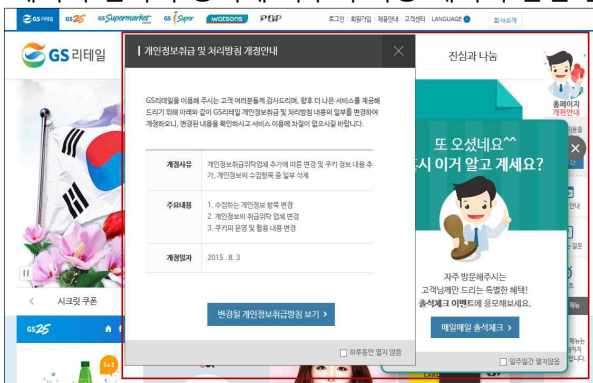 GS리테일 GS25 GS Supermarket GS Super watsons POP 로그인 회원가입 채용안내 고객센터 LANGUAGE 회사소개
GS 리테일
진심과 나눔
개인정보취급 및 처리방침 개정안내
GS리테일을 이용해 주시는 고객 여러분들께 감사드리며, 향후 더 나은 서비스를 제공해
드리기 위해 아래와 같이 GS리테일 개인정보취급 및 처리방침 내용의 일부를 변경하여
개정하오니, 변경된 내용을 확인하시고 서비스 이용에 차질이 없으시길 바랍니다.
개정사유 개인정보취급위탁업체 추가에 따른 변경 및 쿠키 정보 내용 추
가, 개인정보의 수집항목 중 일부 삭제
주요내용 1. 수집하는 개인정보 항목 변경
2. 개인정보의 취급위탁 업체 변경
3. 쿠키의 운영 및 활용 내용 변경
개정일자 2015. 8. 3
변경될 개인정보취급방침 보기 >
하루동안 열지 않음
홈페이지
개편안내
또 오셨네요^^
시 이거 알고 계세요?
자주 방문해주시는
고객님께만 드리는 특별한 혜택!
출석체크 이벤트에 응모해보세요.
매일매일 출석체크 >
일주일간 열지않음
시크릿 쿠폰
GS25
1+1